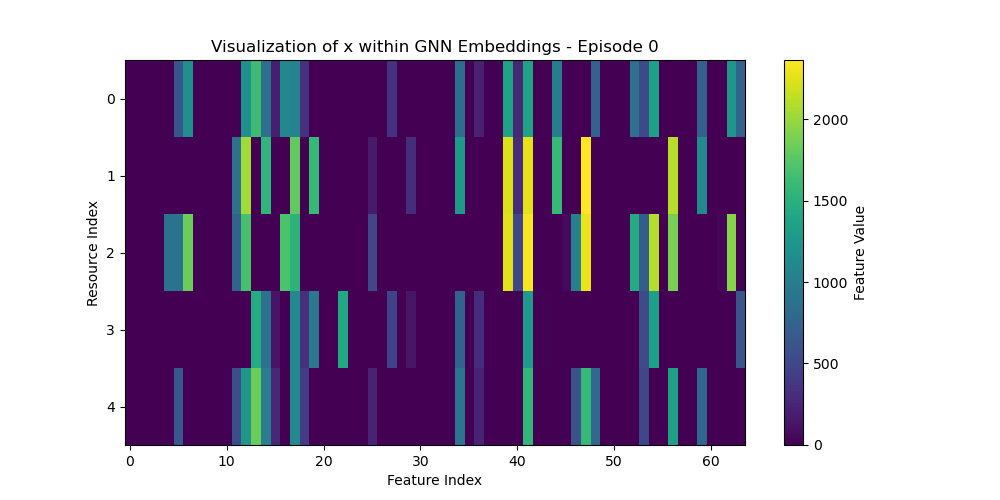 Visualization of x within GNN Embeddings - Episode 0
Resource Index
0
1
2
3
4
0 10 20 30 40 50 60
Feature Index
2000
1500
1000
500
0
Feature Value